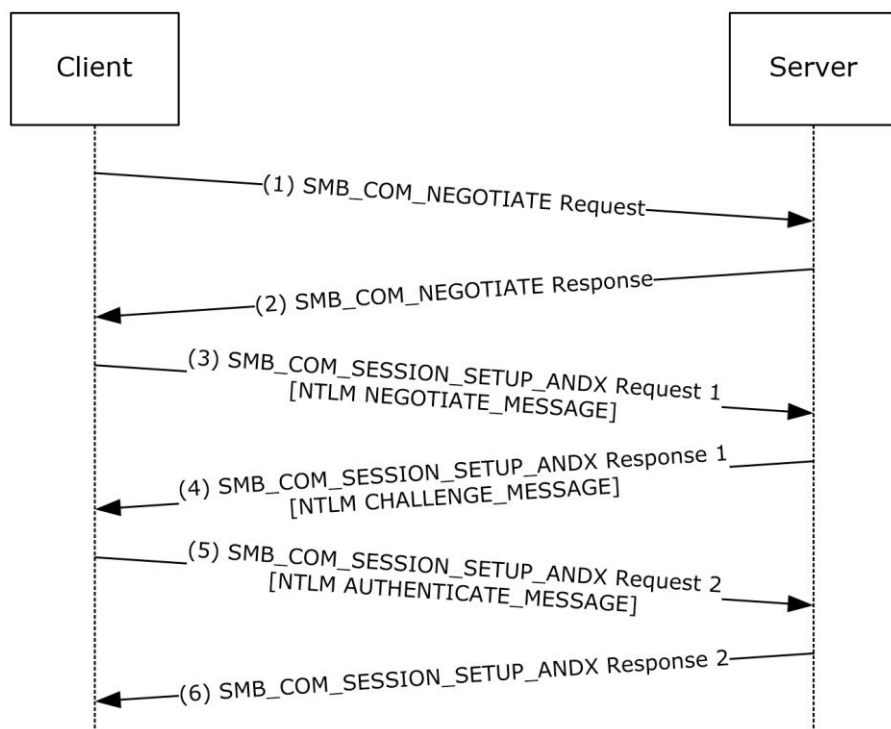 Client
Server
(1) SMB_COM_NEGOTIATE Request
(2) SMB_COM_NEGOTIATE Response
(3) SMB_COM_SESSION_SETUP_ANDX Request 1
[NTLM NEGOTIATE_MESSAGE]
(4) SMB_COM_SESSION_SETUP_ANDX Response 1
[NTLM CHALLENGE_MESSAGE]
(5) SMB_COM_SESSION_SETUP_ANDX Request 2
[NTLM AUTHENTICATE_MESSAGE]
(6) SMB_COM_SESSION_SETUP_ANDX Response 2